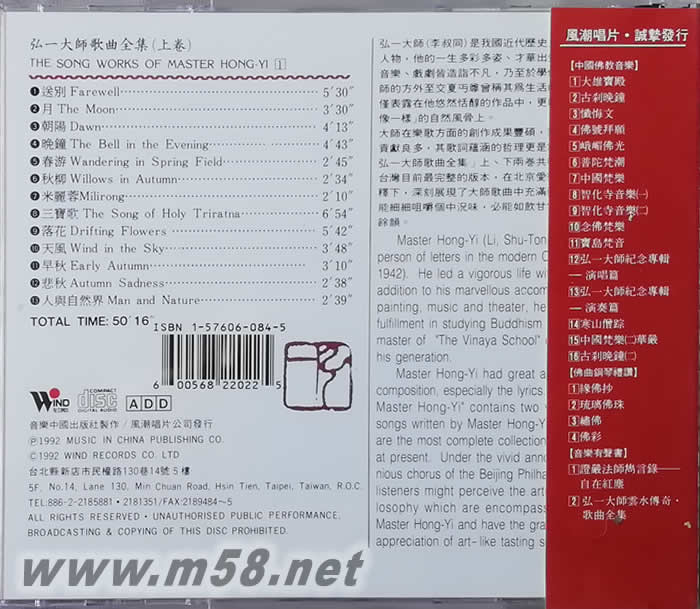 弘一大師歌曲全集(上卷)
THE SONG WORKS OF MASTER HONG-YI 1
❶送別 Farewell 5′30″
❷月 The Moon 3′30″
❸朝陽 Dawn 4′13″
❹晚鐘 The Bell in the Evening 4′43″
❺春游 Wandering in Spring Field 2′45″
❻秋柳 Willows in Autumn 2′34″
❼米麗蓉 Milirong 2′10″
❽三寶歌 The Song of Holy Triratna 6′54″
❾落花 Drifting Flowers 5′42″
❿天風 Wind in the Sky 3′48″
⓫早秋 Early Autumn 3′10″
⓬悲秋 Autumn Sadness 2′38″
⓭人與自然界 Man and Nature 2′39″
TOTAL TIME: 50′16″
ISBN 1-57606-084-5
6 00568 22022 5
WIND RECORDS
COMPACT disc DIGITAL AUDIO
ADD
音樂中國出版社製作/風潮唱片公司發行
Ⓟ1992 MUSIC IN CHINA PUBLISHING CO.
©1992 WIND RECORDS CO. LTD
台北縣新店市民權路130巷14號5樓
5F, No.14, Lane 130, Min Chuan Road, Hsin Tien, Taipei, Taiwan, R.O.C.
TEL:886-2-2185881・2181351/FAX:2189484~5
WARNING: ALL RIGHTS RESERVED・UNAUTHORISED PUBLIC PERFORMANCE,
BROADCASTING & COPYING OF THIS DISC PROHIBITED.
弘一大師(李叔同)是我國近代歷史
人物,他的一生多彩多姿、才華出
音樂、戲劇皆造詣不凡,乃至於學
師的方外至交夏丏尊曾稱其爲生活
僅表露在他悠然恬靜的作品中,更
像一樣」的自然風骨上。
大師在樂歌方面的創作成果豐碩,
貢獻良多,其歌詞蘊涵的哲理更是
弘一大師歌曲全集」上、下兩卷共
台灣目前最完整的版本,在北京愛
釋下,深刻展現了大師歌曲中充滿
能細細咀嚼個中況味,必能如飲甘
餘韻。
Master Hong-Yi (Li, Shu-Ton
person of letters in the modern C
1942). He led a vigorous life wit
addition to his marvellous accom
painting, music and theater, he
fulfillment in studying Buddhism
master of "The Vinaya School"
his generation.
Master Hong-Yi had great a
composition, especially the lyrics.
Master Hong-Yi" contains two v
songs written by Master Hong-Y
are the most complete collection
at present. Under the vivid anno
nious chorus of the Beijing Philha
listeners might perceive the art
losophy which are encompass
Master Hong-Yi and have the gra
appreciation of art- like tasting s
風潮唱片・誠摯發行
【中國佛教音樂】
1大雄寶殿
2古刹晚鐘
3懺悔文
4佛號拜願
5峨嵋佛光
6普陀梵潮
7中國梵樂
8智化寺音樂㈠
9智化寺音樂㈡
10念佛梵樂
11寶島梵音
12弘一大師紀念專輯
—演唱篇
13弘一大師紀念專輯
—演奏篇
14寒山僧踪
15中國梵樂㈡華嚴
16古刹晚鐘㈡
【佛曲鋼琴禮讚】
1緣佛抄
2琉璃佛珠
3繡佛
4佛彩
【音樂有聲書】
1證嚴法師雋言錄——
自在紅塵
2弘一大師雲水傳奇・
歌曲全集
www.m58.net